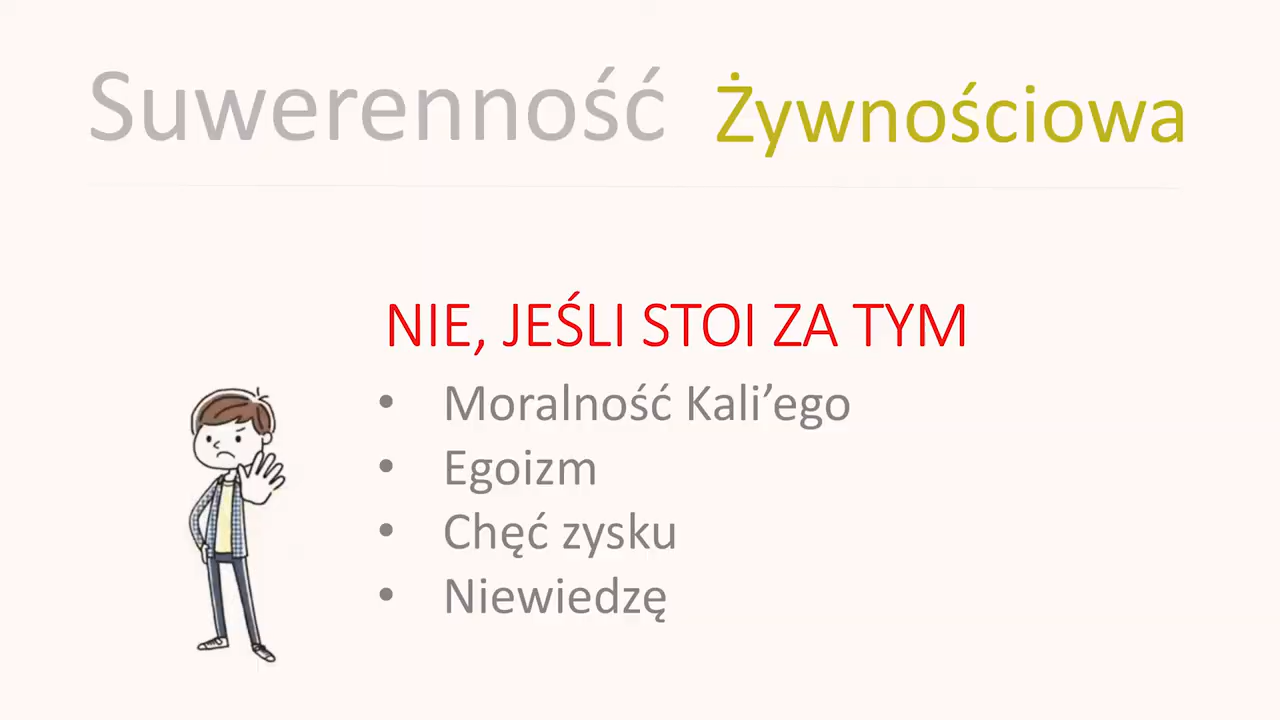 Suwerenność Żywnościowa
NIE, JEŚLI STOI ZA TYM
• Moralność Kali’ego
• Egoizm
• Chęć zysku
• Niewiedzę